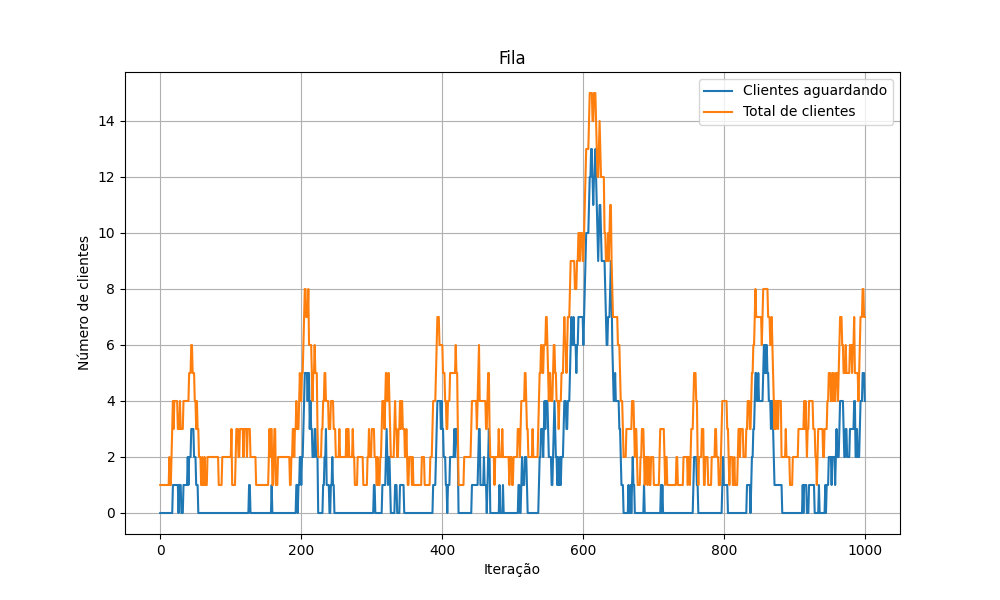 Fila
Clientes aguardando
Total de clientes
Número de clientes
14
12
10
8
6
4
2
0
0 200 400 600 800 1000
Iteração